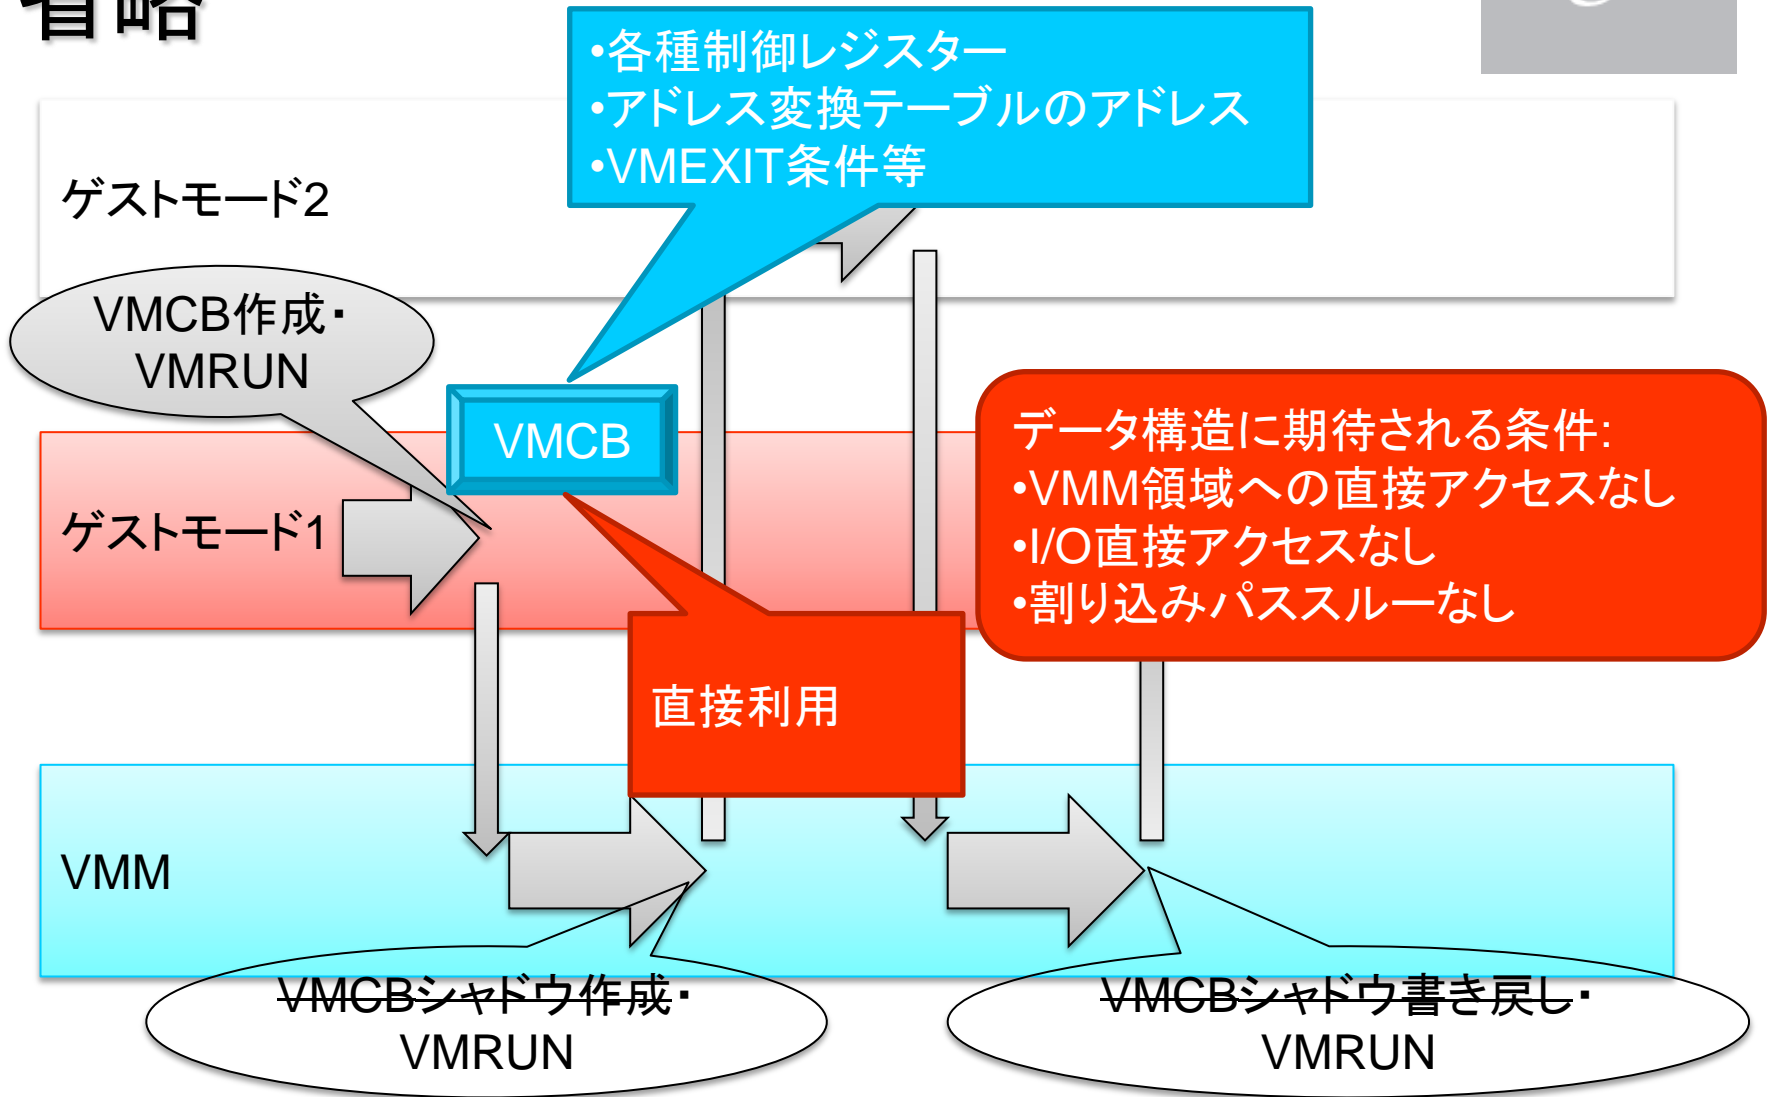 省略
•各種制御レジスター
•アドレス変換テーブルのアドレス
•VMEXIT条件等
ゲストモード2
VMCB作成・
VMRUN
VMCB
データ構造に期待される条件:
•VMM領域への直接アクセスなし
•I/O直接アクセスなし
•割り込みパススルーなし
ゲストモード1
直接利用
VMM
VMCBシャドウ作成・
VMRUN
VMCBシャドウ書き戻し・
VMRUN